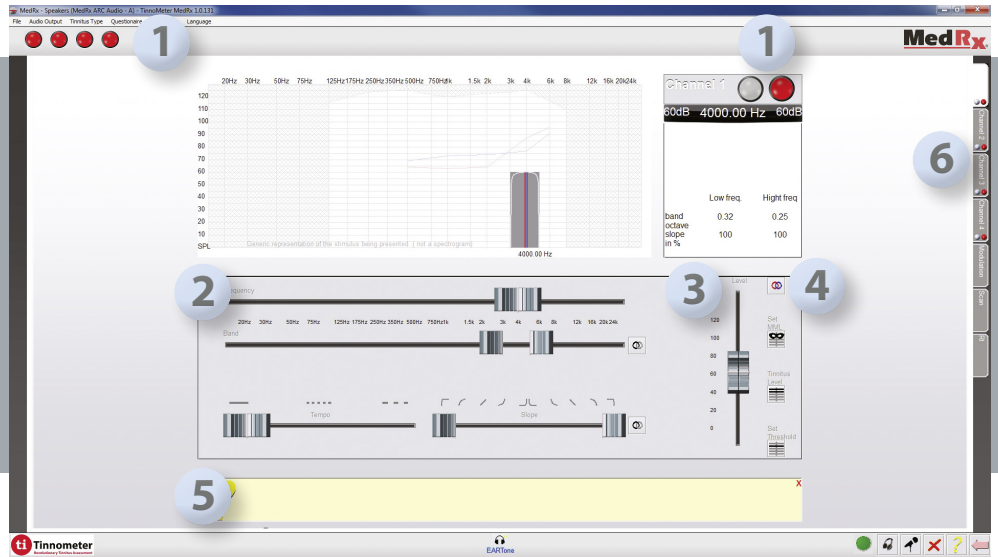 MedRx - Speakers (MedRx ARC Audio - A) - TinnoMeter MedRx 1.0.131
File Audio Output Tinnitus Type Questionaire Language
1
1
MedRx
20Hz 30Hz 50Hz 75Hz 125Hz 175Hz 250Hz 350Hz 500Hz 750Hz 1k 1.5k 2k 3k 4k 6k 8k 12k 16k 20k 24k
120
110
100
90
80
70
60
50
40
30
20
10
SPL
Generic representation of the stimulus being presented ( not a spectrogram)
4000.00 Hz
Channel 1
60dB 4000.00 Hz 60dB
Low freq. Hight freq
band 0.32 0.25
octave
slope 100 100
in %
6
Channel 2
Channel 3
Channel 4
Modulation
Scan
2
20Hz 30Hz 50Hz 75Hz 125Hz 175Hz 250Hz 350Hz 500Hz 750Hz 1k 1.5k 2k 3k 4k 6k 8k 12k 16k 20k 24k
Band
Tempo
Slope
3
Level
120
100
80
60
40
20
0
4
Set
MML
Tinnitus
Level
Set
Threshold
5
X
ti Tinnometer
Revolutionary Tinnitus Assessment
EARTone